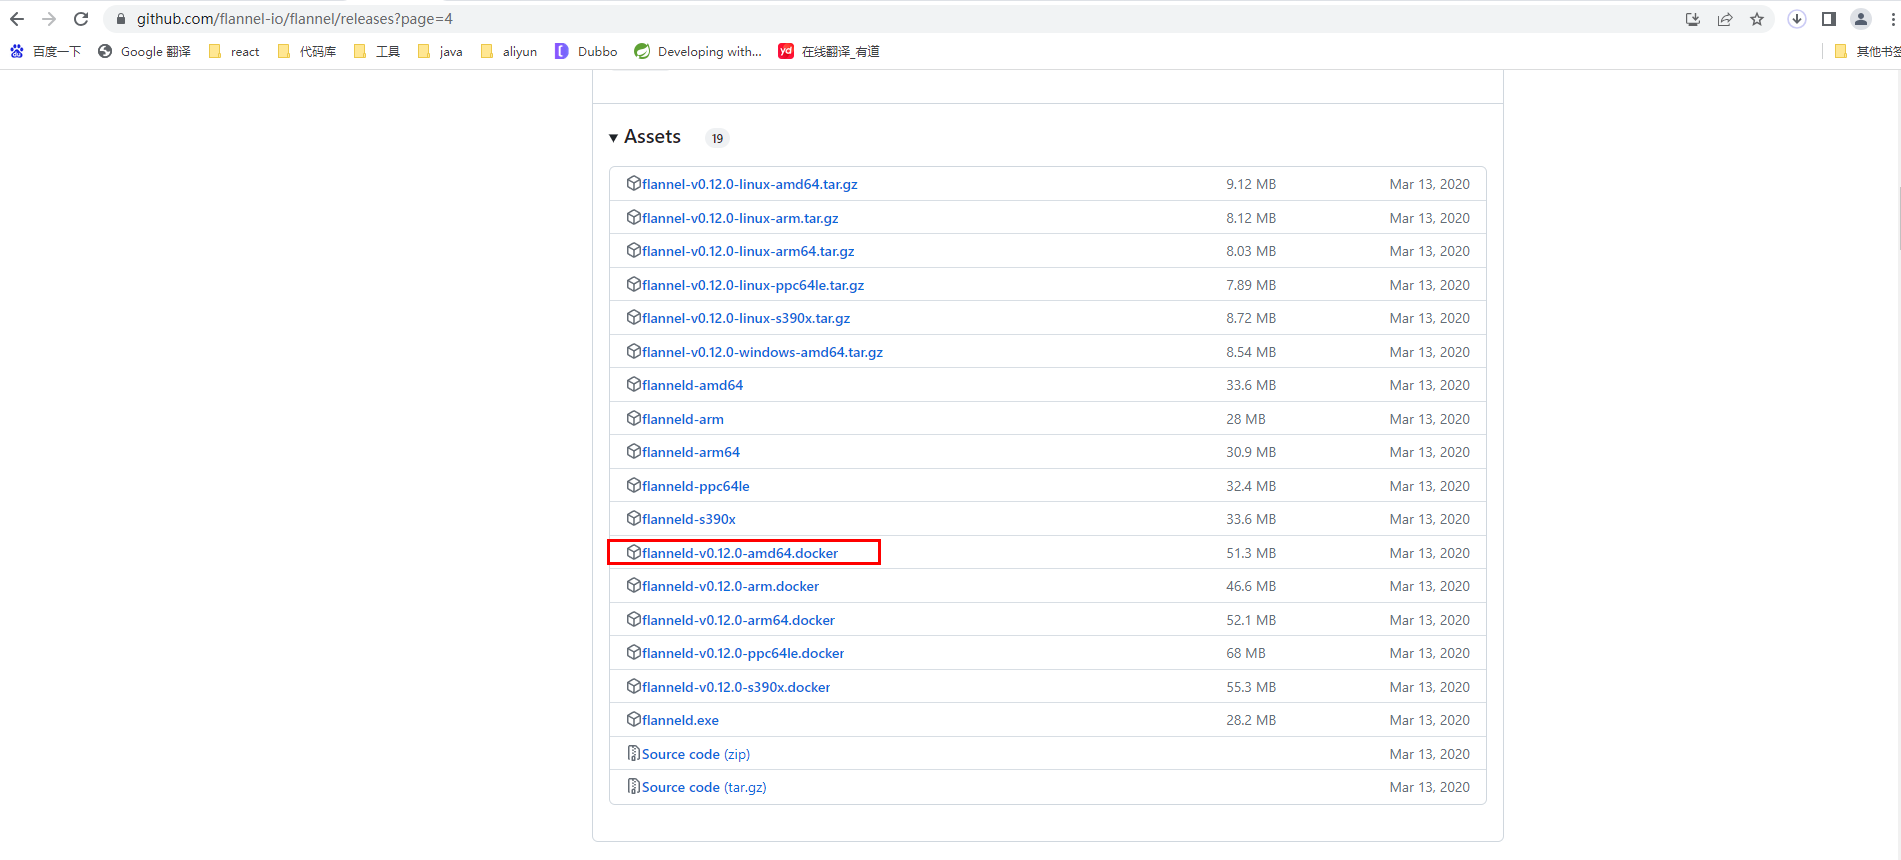 github.com/flannel-io/flannel/releases?page=4
百度一下 Google 翻译 react 代码库 工具 java aliyun Dubbo Developing with... yd 在线翻译_有道 其他书签
Assets 19
flannel-v0.12.0-linux-amd64.tar.gz 9.12 MB Mar 13, 2020
flannel-v0.12.0-linux-arm.tar.gz 8.12 MB Mar 13, 2020
flannel-v0.12.0-linux-arm64.tar.gz 8.03 MB Mar 13, 2020
flannel-v0.12.0-linux-ppc64le.tar.gz 7.89 MB Mar 13, 2020
flannel-v0.12.0-linux-s390x.tar.gz 8.72 MB Mar 13, 2020
flannel-v0.12.0-windows-amd64.tar.gz 8.54 MB Mar 13, 2020
flanneld-amd64 33.6 MB Mar 13, 2020
flanneld-arm 28 MB Mar 13, 2020
flanneld-arm64 30.9 MB Mar 13, 2020
flanneld-ppc64le 32.4 MB Mar 13, 2020
flanneld-s390x 33.6 MB Mar 13, 2020
flanneld-v0.12.0-amd64.docker 51.3 MB Mar 13, 2020
flanneld-v0.12.0-arm.docker 46.6 MB Mar 13, 2020
flanneld-v0.12.0-arm64.docker 52.1 MB Mar 13, 2020
flanneld-v0.12.0-ppc64le.docker 68 MB Mar 13, 2020
flanneld-v0.12.0-s390x.docker 55.3 MB Mar 13, 2020
flanneld.exe 28.2 MB Mar 13, 2020
Source code (zip) Mar 13, 2020
Source code (tar.gz) Mar 13, 2020